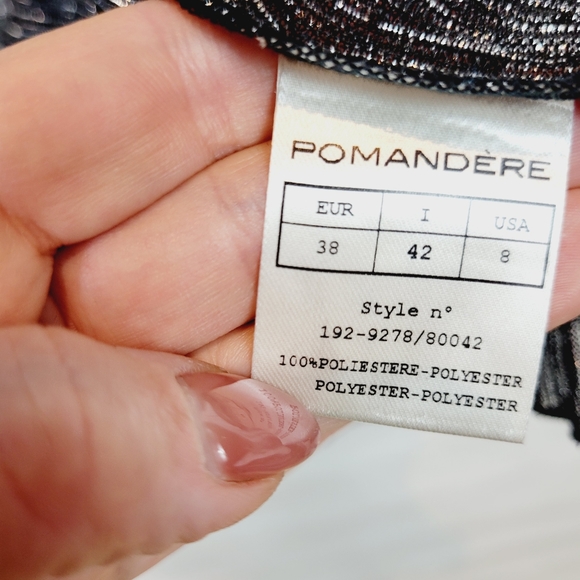 POMANDÈRE
EUR I USA
38 42 8
Style n°
192-9278/80042
100%POLIESTERE-POLYESTER
POLYESTER-POLYESTER